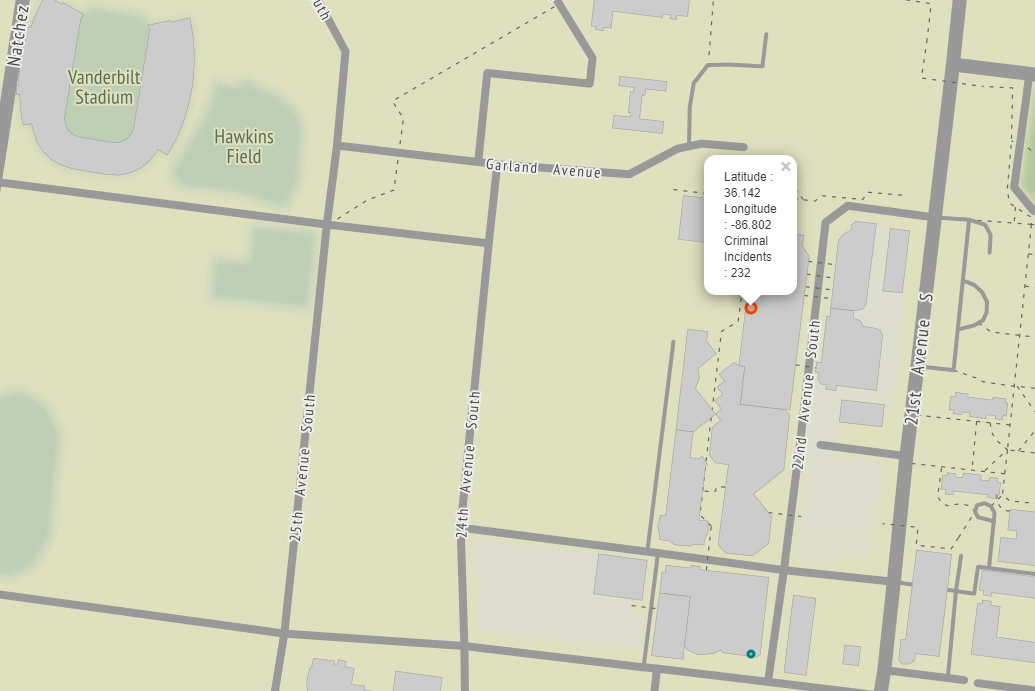 Natchez
uth
Vanderbilt
Stadium
Hawkins
Field
Garland Avenue
×
Latitude :
36.142
Longitude
: -86.802
Criminal
Incidents
: 232
25th Avenue South
24th Avenue South
22nd Avenue South
21st Avenue S